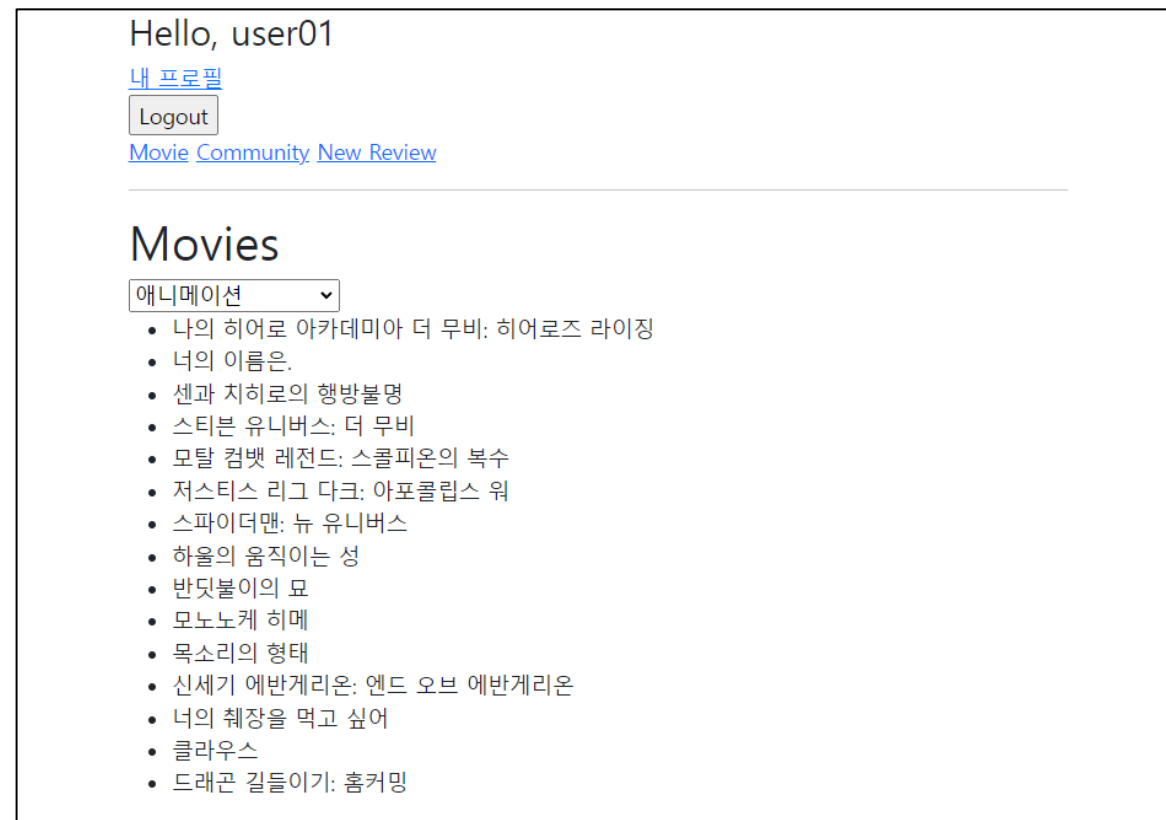 Hello, user01
내 프로필
Logout
Movie Community New Review
Movies
애니메이션
나의 히어로 아카데미아 더 무비: 히어로즈 라이징
너의 이름은.
센과 치히로의 행방불명
스티븐 유니버스: 더 무비
모탈 컴뱃 레전드: 스콜피온의 복수
저스티스 리그 다크: 아포콜립스 워
스파이더맨: 뉴 유니버스
하울의 움직이는 성
반딧불이의 묘
모노노케 히메
목소리의 형태
신세기 에반게리온: 엔드 오브 에반게리온
너의 췌장을 먹고 싶어
클라우스
드래곤 길들이기: 홈커밍